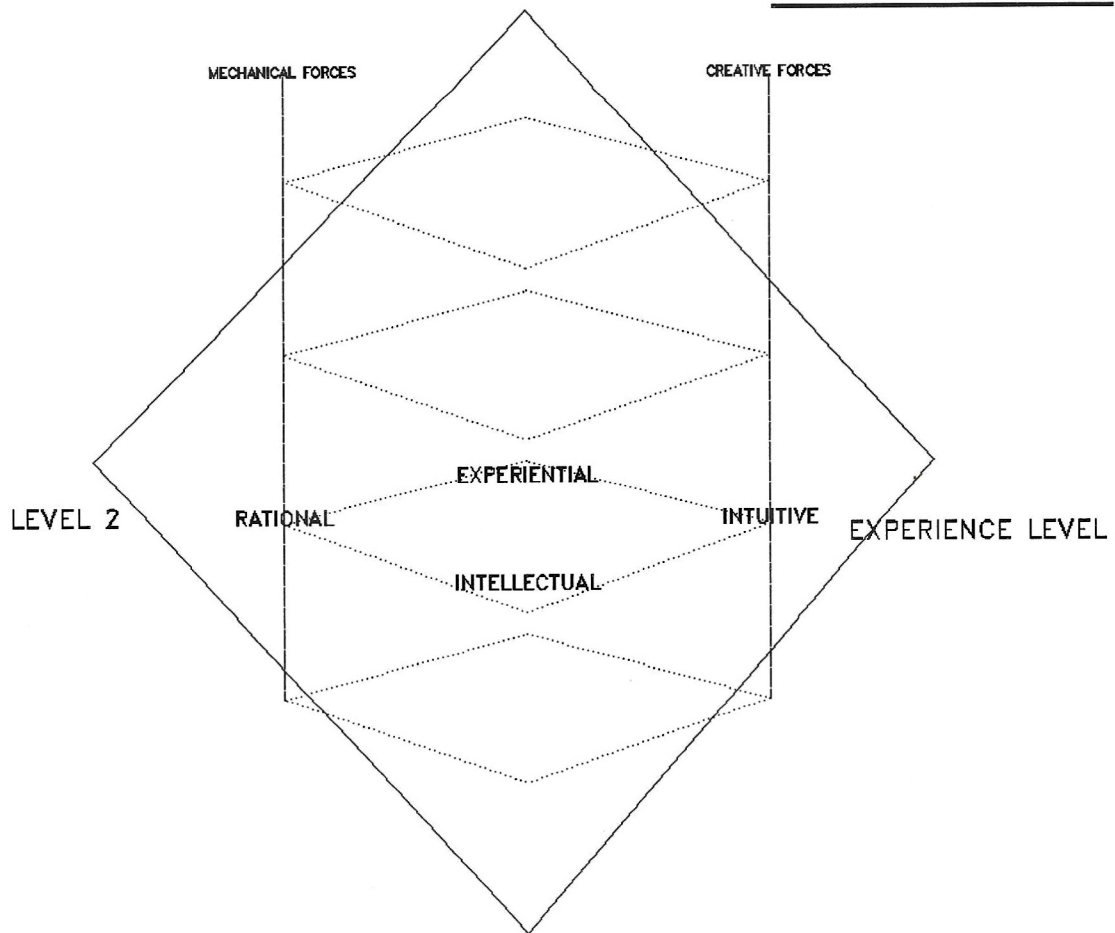 MECHANICAL FORCES
CREATIVE FORCES
EXPERIENTIAL
LEVEL 2
RATIONAL
INTUITIVE
EXPERIENCE LEVEL
INTELLECTUAL